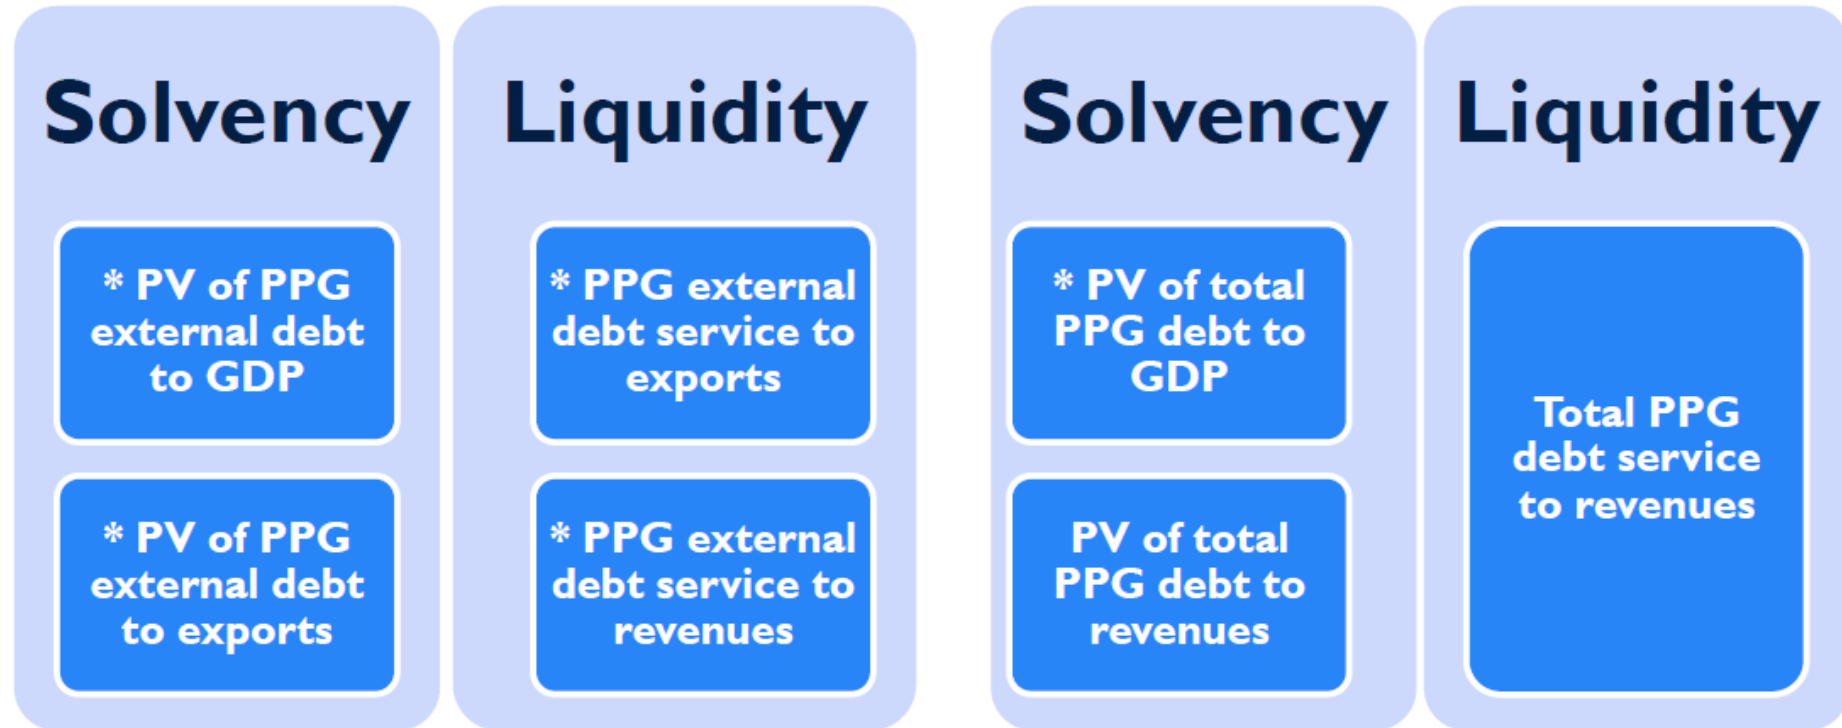 Solvency
* PV of PPG
external debt
to GDP
* PV of PPG
external debt
to exports
Liquidity
* PPG external
debt service to
exports
* PPG external
debt service to
revenues
Solvency
* PV of total
PPG debt to
GDP
PV of total
PPG debt to
revenues
Liquidity
Total PPG
debt service
to revenues